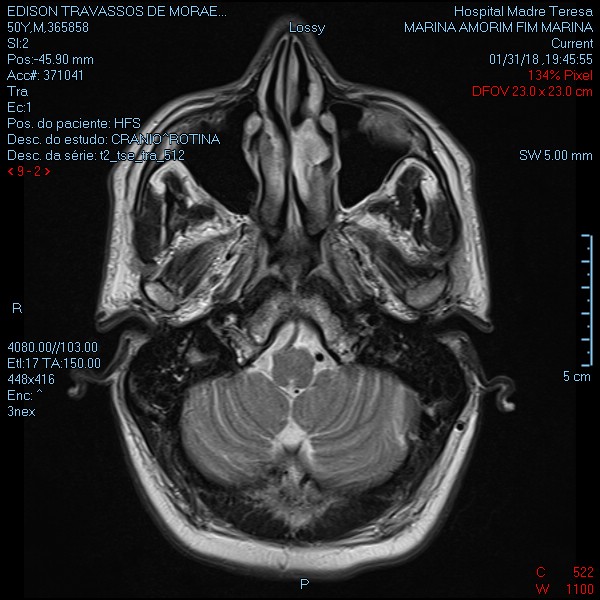 EDISON TRAVASSOS DE MORAE...
50Y,M,365858
Sl:2
Pos:-45.90 mm
Acc#: 371041
Tra
Ec:1
Pos. do paciente: HFS
Desc. do estudo: CRANIO^ROTINA
Desc. da série: t2_tse_tra_512
< 9 - 2 >
Lossy
Hospital Madre Teresa
MARINA AMORIM FIM MARINA
Current
01/31/18 ,19:45:55
134% Pixel
DFOV 23.0 x 23.0 cm
SW 5.00 mm
R
4080.00//103.00
Etl:17 TA:150.00
448x416
Enc: ^
3nex
5 cm
P
C 522
W 1100